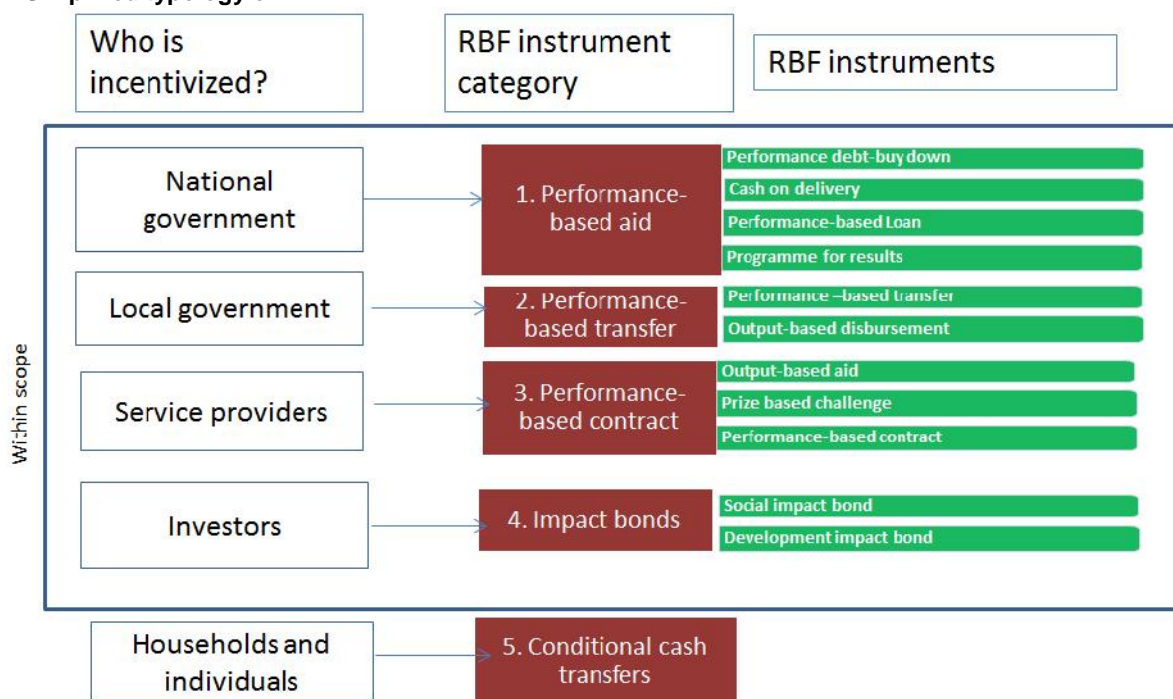 Simplified typology
Who is
incentivized?
RBF instrument
category
RBF instruments
Within scope
National
government
1. Performance-
based aid
Performance debt-buy down
Cash on delivery
Performance-based Loan
Programme for results
Local government
2. Performance-
based transfer
Performance –based transfer
Output-based disbursement
Service providers
3. Performance-
based contract
Output-based aid
Prize based challenge
Performance-based contract
Investors
4. Impact bonds
Social impact bond
Development impact bond
Households and
individuals
5. Conditional cash
transfers